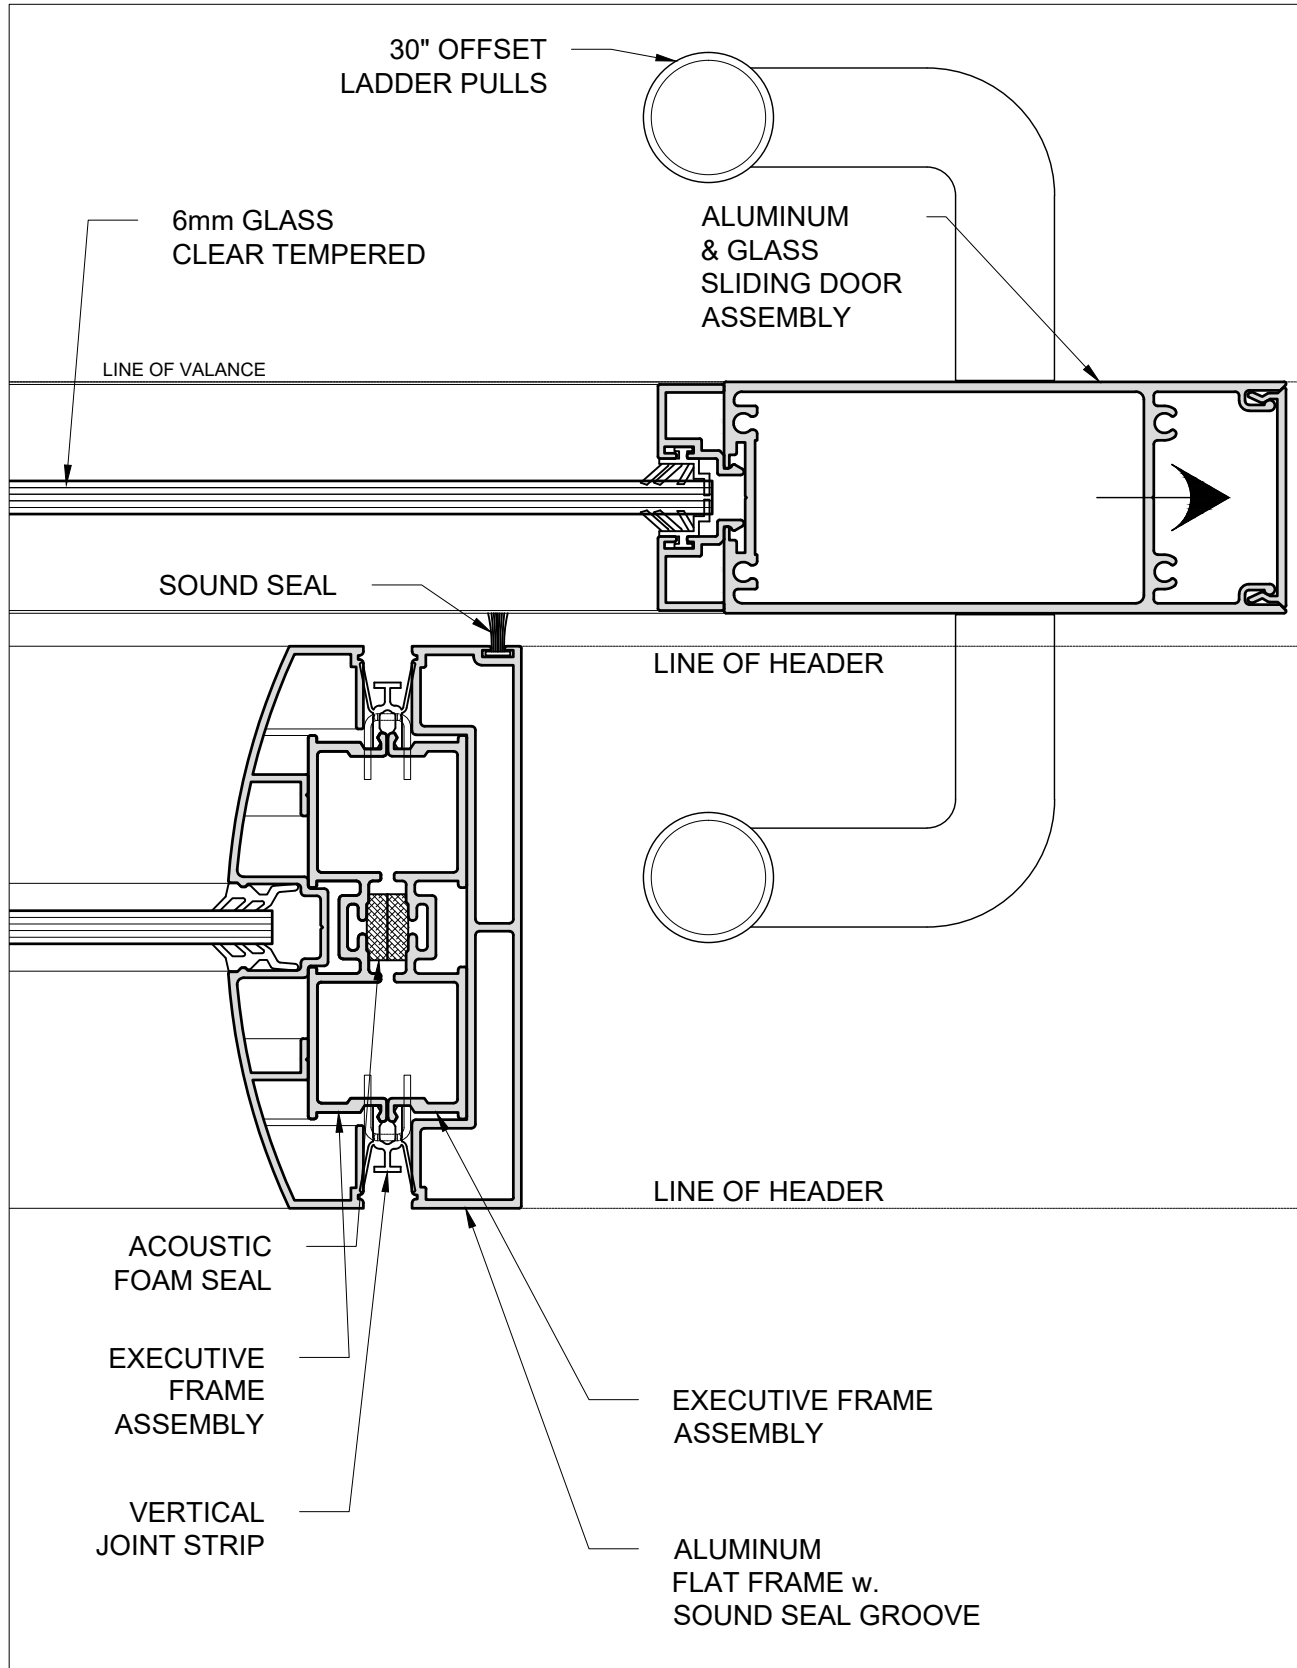 30" OFFSET
LADDER PULLS
6mm GLASS
CLEAR TEMPERED
ALUMINUM
& GLASS
SLIDING DOOR
ASSEMBLY
LINE OF VALANCE
SOUND SEAL
LINE OF HEADER
LINE OF HEADER
ACOUSTIC
FOAM SEAL
EXECUTIVE
FRAME
ASSEMBLY
EXECUTIVE FRAME
ASSEMBLY
VERTICAL
JOINT STRIP
ALUMINUM
FLAT FRAME w.
SOUND SEAL GROOVE